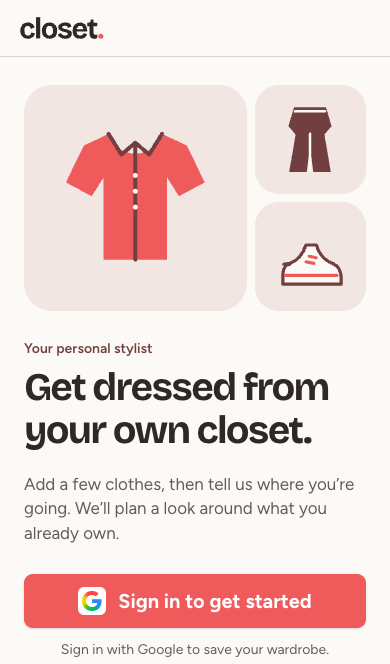 closet.
Your personal stylist
Get dressed from
your own closet.
Add a few clothes, then tell us where you’re
going. We’ll plan a look around what you
already own.
Sign in to get started
Sign in with Google to save your wardrobe.